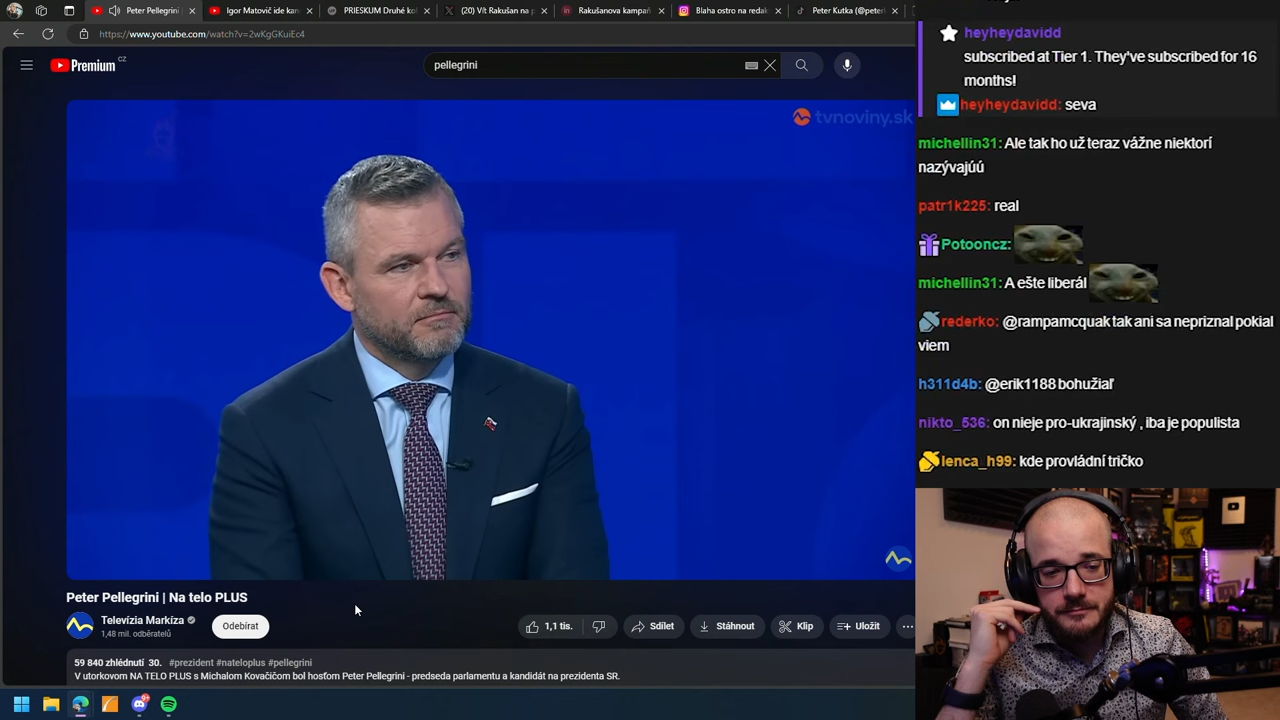 Peter Pellegrini |
Igor Matovič ide kan
PRIESKUM Druhé kol
(20) Vít Rakušan na p
Rakušanova kampaň
Blaha ostro na redak
Peter Kutka (@peterk
https://www.youtube.com/watch?v=2wKgGKuiEc4
Premium CZ
pellegrini
tvnoviny.sk
Peter Pellegrini | Na telo PLUS
Televízia Markíza
1,48 mil. odběratelů
Odebírat
1,1 tis.
Sdílet
Stáhnout
Klip
Uložit
59 840 zhlédnutí 30. #prezident #nateloplus #pellegrini
V utorkovom NA TELO PLUS s Michalom Kovačičom bol hosťom Peter Pellegrini - predseda parlamentu a kandidát na prezidenta SR.
heyheydavidd
subscribed at Tier 1. They've subscribed for 16
months!
heyheydavidd: seva
michellin31: Ale tak ho už teraz vážne niektorí
nazývajúú
patr1k225: real
Potooncz:
michellin31: A ešte liberál
rederko: @rampamcquak tak ani sa nepriznal pokial
viem
h311d4b: @erik1188 bohužiaľ
nikto_536: on nieje pro-ukrajinský , iba je populista
lenca_h99: kde provládní tričko